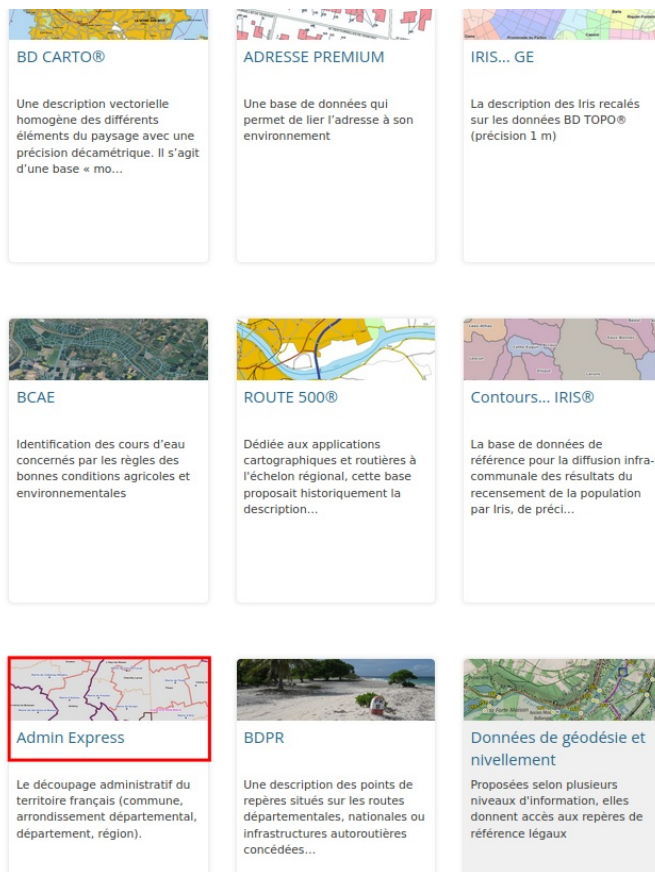 BD CARTO®
Une description vectorielle
homogène des différents
éléments du paysage avec une
précision décamétrique. Il s’agit
d’une base « mo...
ADRESSE PREMIUM
Une base de données qui
permet de lier l’adresse à son
environnement
IRIS... GE
La description des Iris recalés
sur les données BD TOPO®
(précision 1 m)
BCAE
Identification des cours d’eau
concernés par les règles des
bonnes conditions agricoles et
environnementales
ROUTE 500®
Dédiée aux applications
cartographiques et routières à
l'échelon régional, cette base
proposait historiquement la
description...
Contours... IRIS®
La base de données de
référence pour la diffusion infra-
communale des résultats du
recensement de la population
par Iris, de préci...
Admin Express
Le découpage administratif du
territoire français (commune,
arrondissement départemental,
département, région).
BDPR
Une description des points de
repères situés sur les routes
départementales, nationales ou
infrastructures autoroutières
concédées...
Données de géodésie et
nivellement
Proposées selon plusieurs
niveaux d'information, elles
donnent accès aux repères de
référence légaux